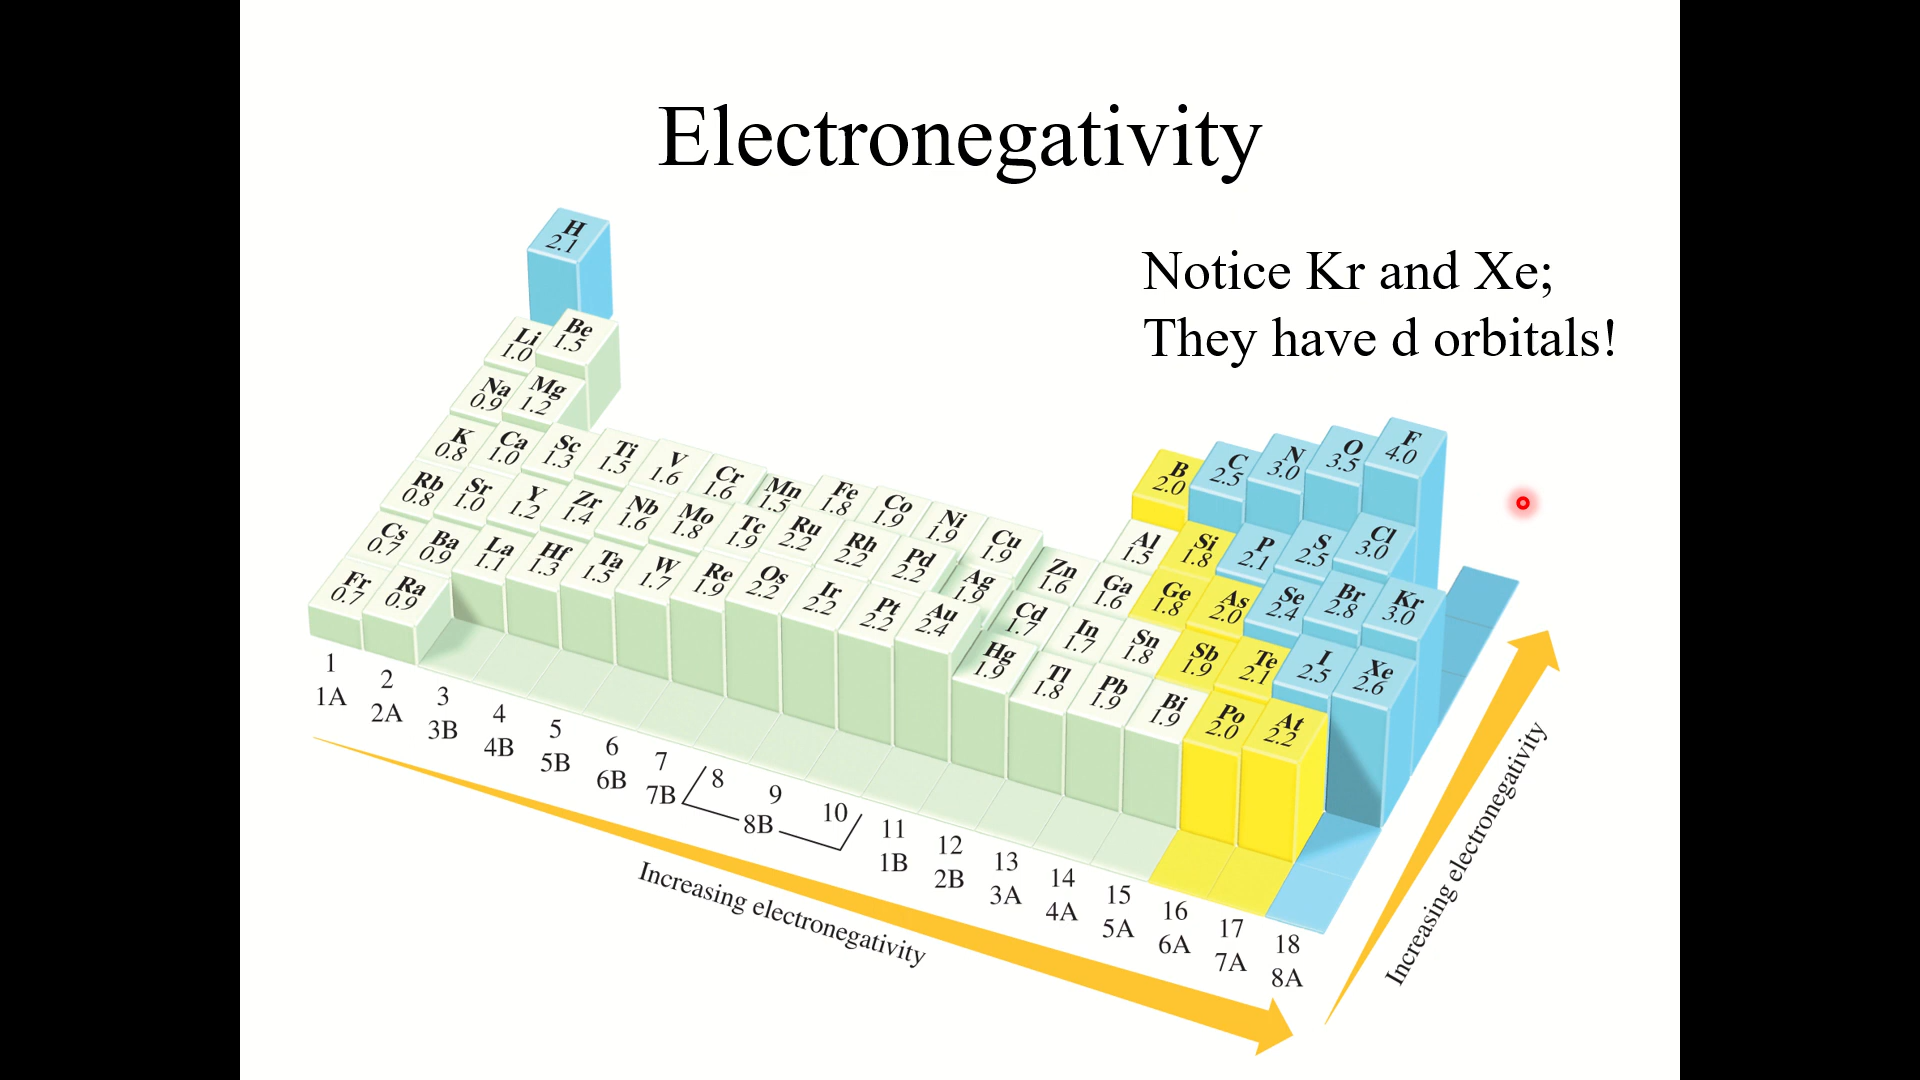 Electronegativity
Notice Kr and Xe;
They have d orbitals!
H
2.1
Li
1.0
Be
1.5
Na
0.9
Mg
1.2
K
0.8
Ca
1.0
Sc
1.3
Ti
1.5
V
1.6
Cr
1.6
Mn
1.5
Fe
1.8
Co
1.9
Ni
1.9
Cu
1.9
Zn
1.6
Ga
1.6
Ge
1.8
As
2.0
Se
2.4
Br
2.8
Kr
3.0
B
2.0
C
2.5
N
3.0
O
3.5
F
4.0
Al
1.5
Si
1.8
P
2.1
S
2.5
Cl
3.0
Rb
0.8
Sr
1.0
Y
1.2
Zr
1.4
Nb
1.6
Mo
1.8
Tc
1.9
Ru
2.2
Rh
2.2
Pd
2.2
Ag
1.9
Cd
1.7
In
1.7
Sn
1.8
Sb
1.9
Te
2.1
I
2.5
Xe
2.6
Cs
0.7
Ba
0.9
La
1.1
Hf
1.3
Ta
1.5
W
1.7
Re
1.9
Os
2.2
Ir
2.2
Pt
2.2
Au
2.4
Hg
1.9
Tl
1.8
Pb
1.9
Bi
1.9
Po
2.0
At
2.2
Fr
0.7
Ra
0.9
1
1A
2
2A
3
3B
4
4B
5
5B
6
6B
7
7B
8
9
10
8B
11
1B
12
2B
13
3A
14
4A
15
5A
16
6A
17
7A
18
8A
Increasing electronegativity
Increasing electronegativity